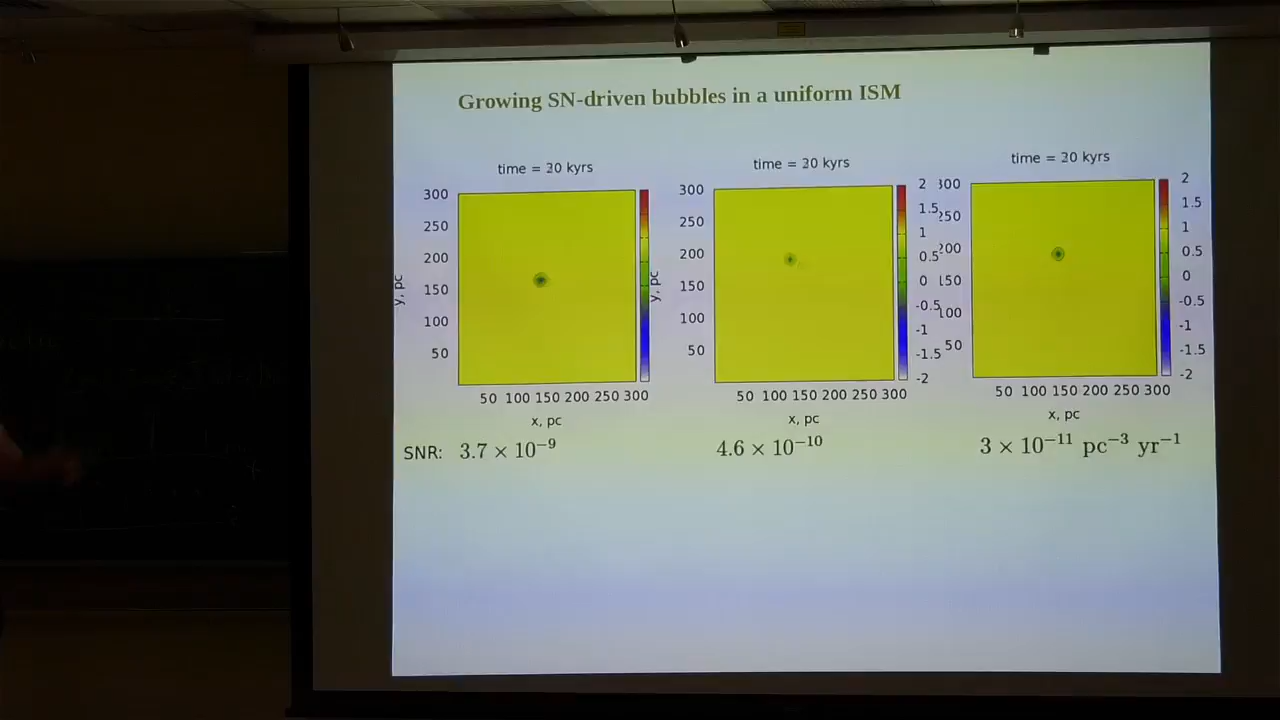 Growing SN-driven bubbles in a uniform ISM
time = 30 kyrs
300
250
200
150
100
50
y, pc
50 100 150 200 250 300
x, pc
time = 30 kyrs
300
250
200
150
100
50
y, pc
50 100 150 200 250 300
x, pc
2
1.5
1
0.5
0
-0.5
-1
-1.5
-2
time = 30 kyrs
300
250
200
150
100
50
50 100 150 200 250 300
x, pc
2
1.5
1
0.5
0
-0.5
-1
-1.5
-2
SNR: 3.7 × 10⁻⁹ 4.6 × 10⁻¹⁰ 3 × 10⁻¹¹ pc⁻³ yr⁻¹